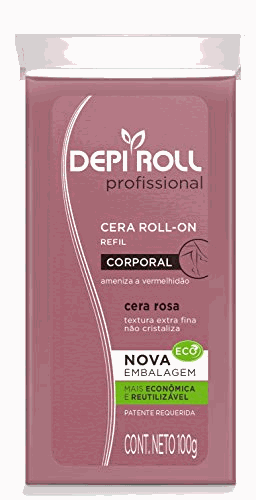 DEPI ROLL
profissional
CERA ROLL-ON
REFIL
CORPORAL
ameniza a vermelhidão
cera rosa
textura extra fina
não cristaliza
ECO
NOVA
EMBALAGEM
MAIS ECONÔMICA
E REUTILIZÁVEL
PATENTE REQUERIDA
CONT. NETO 100g